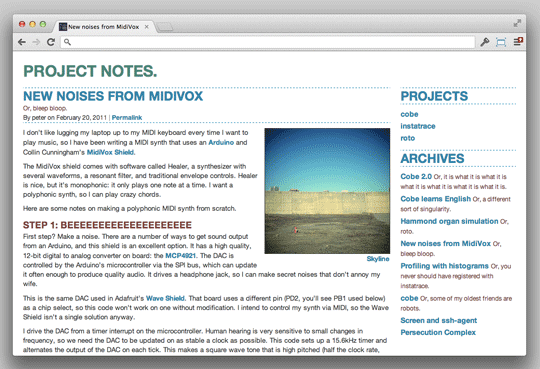 New noises from MidiVox
PROJECT NOTES.
NEW NOISES FROM MIDIVOX
Or, bleep bloop.
By peter on February 20, 2011 | Permalink
I don't like lugging my laptop up to my MIDI keyboard every time I want to
play music, so I have been writing a MIDI synth that uses an Arduino and
Collin Cunningham's MidiVox Shield.
The MidiVox shield comes with software called Healer, a synthesizer with
several waveforms, a resonant filter, and traditional envelope controls. Healer
is nice, but it's monophonic: it only plays one note at a time. I want a
polyphonic synth, so I can play crazy chords.
Here are some notes on making a polyphonic MIDI synth from scratch.
Skyline
STEP 1: BEEEEEEEEEEEEEEEEEEEEE
First step? Make a noise. There are a number of ways to get sound output
from an Arduino, and this shield is an excellent option. It has a high quality,
12-bit digital to analog converter on board: the MCP4921. The DAC is
controlled by the Arduino's microcontroller via the SPI bus, which can update
it often enough to produce quality audio. It drives a headphone jack, so I can make secret noises that don't annoy my
wife.
This is the same DAC used in Adafruit's Wave Shield. That board uses a different pin (PD2, you'll see PB1 used below)
as a chip select, so this code won't work on one without modification. I intend to control my synth via MIDI, so the Wave
Shield isn't a single solution anyway.
I drive the DAC from a timer interrupt on the microcontroller. Human hearing is very sensitive to small changes in
frequency, so we need the DAC to be updated on as stable a clock as possible. This code sets up a 15.6kHz timer and
alternates the output of the DAC on each tick. This makes a square wave tone that is high pitched (half the clock rate,
PROJECTS
cobe
instatrace
roto
ARCHIVES
Cobe 2.0 Or, it is what it is what it is
what it is what it is what it is what it is.
Cobe learns English Or, a different
sort of singularity.
Hammond organ simulation Or,
roto.
New noises from MidiVox Or,
bleep bloop.
Profiling with histograms Or, you
never should have registered with
instatrace.
cobe Or, some of my oldest friends are
robots.
Screen and ssh-agent
Persecution Complex